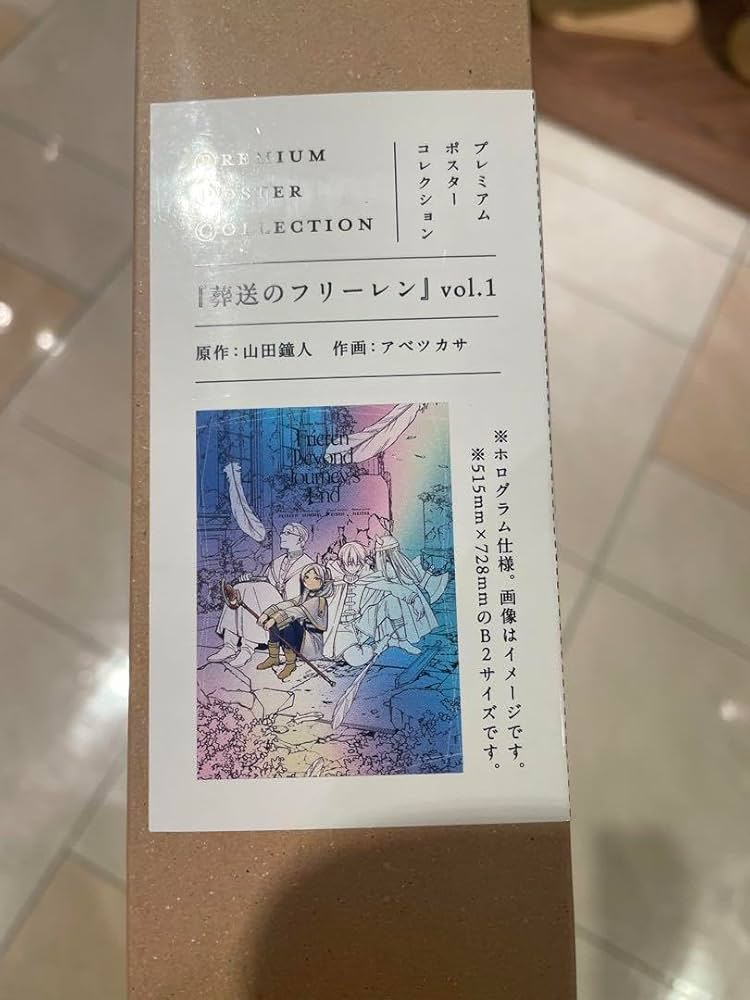 PREMIUM
POSTER
COLLECTION
プレミアム
ポスター
コレクション
『葬送のフリーレン』vol.1
原作：山田鐘人　作画：アベツカサ
Frieren
Beyond
Journey's
End
※ホログラム仕様。画像はイメージです。
※515mm×728mmのB2サイズです。